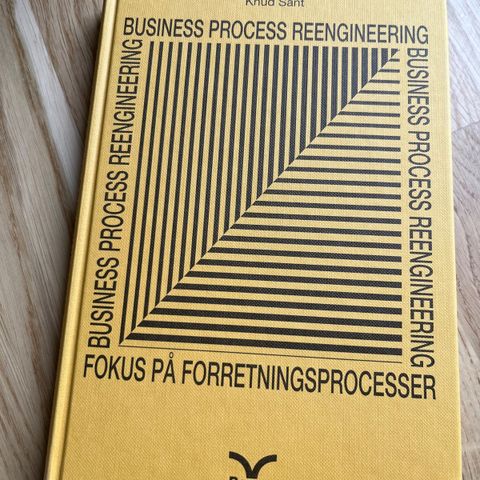 Knud Sant
BUSINESS PROCESS REENGINEERING
BUSINESS PROCESS REENGINEERING
BUSINESS PROCESS REENGINEERING
FOKUS PÅ FORRETNINGSPROCESSER